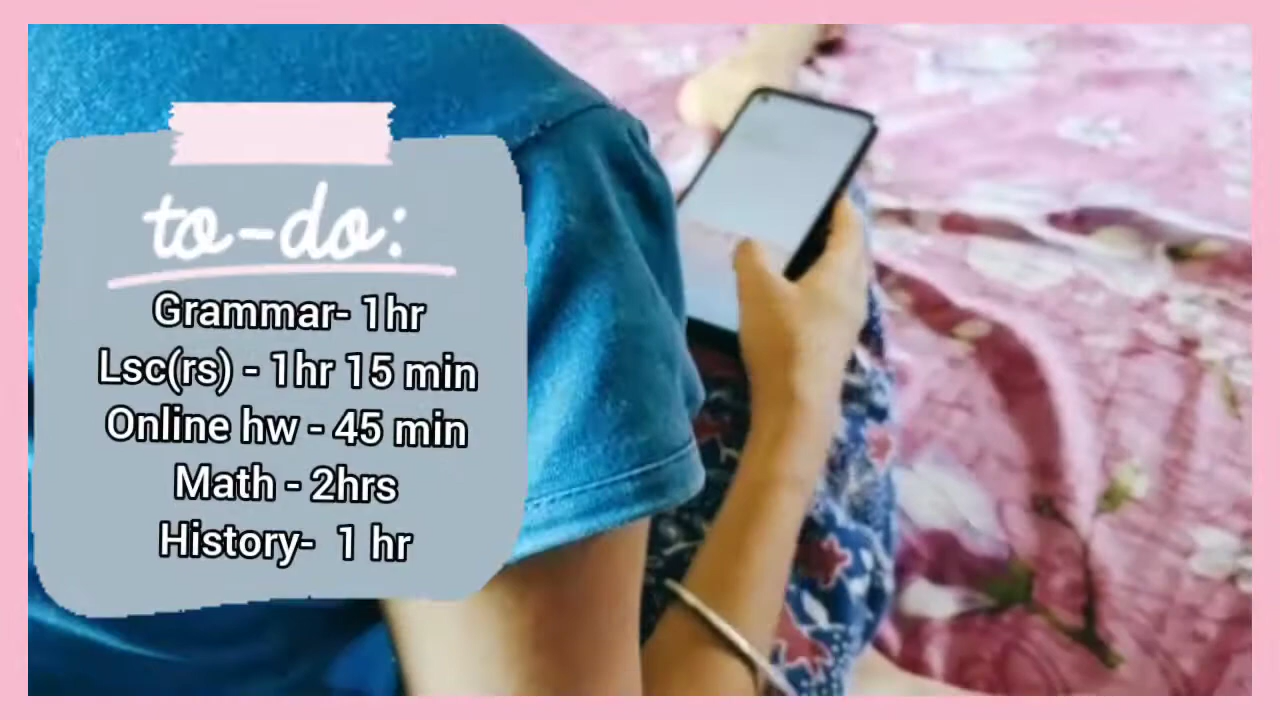 to-do:
Grammar- 1hr
Lsc(rs) - 1hr 15 min
Online hw - 45 min
Math - 2hrs
History- 1 hr